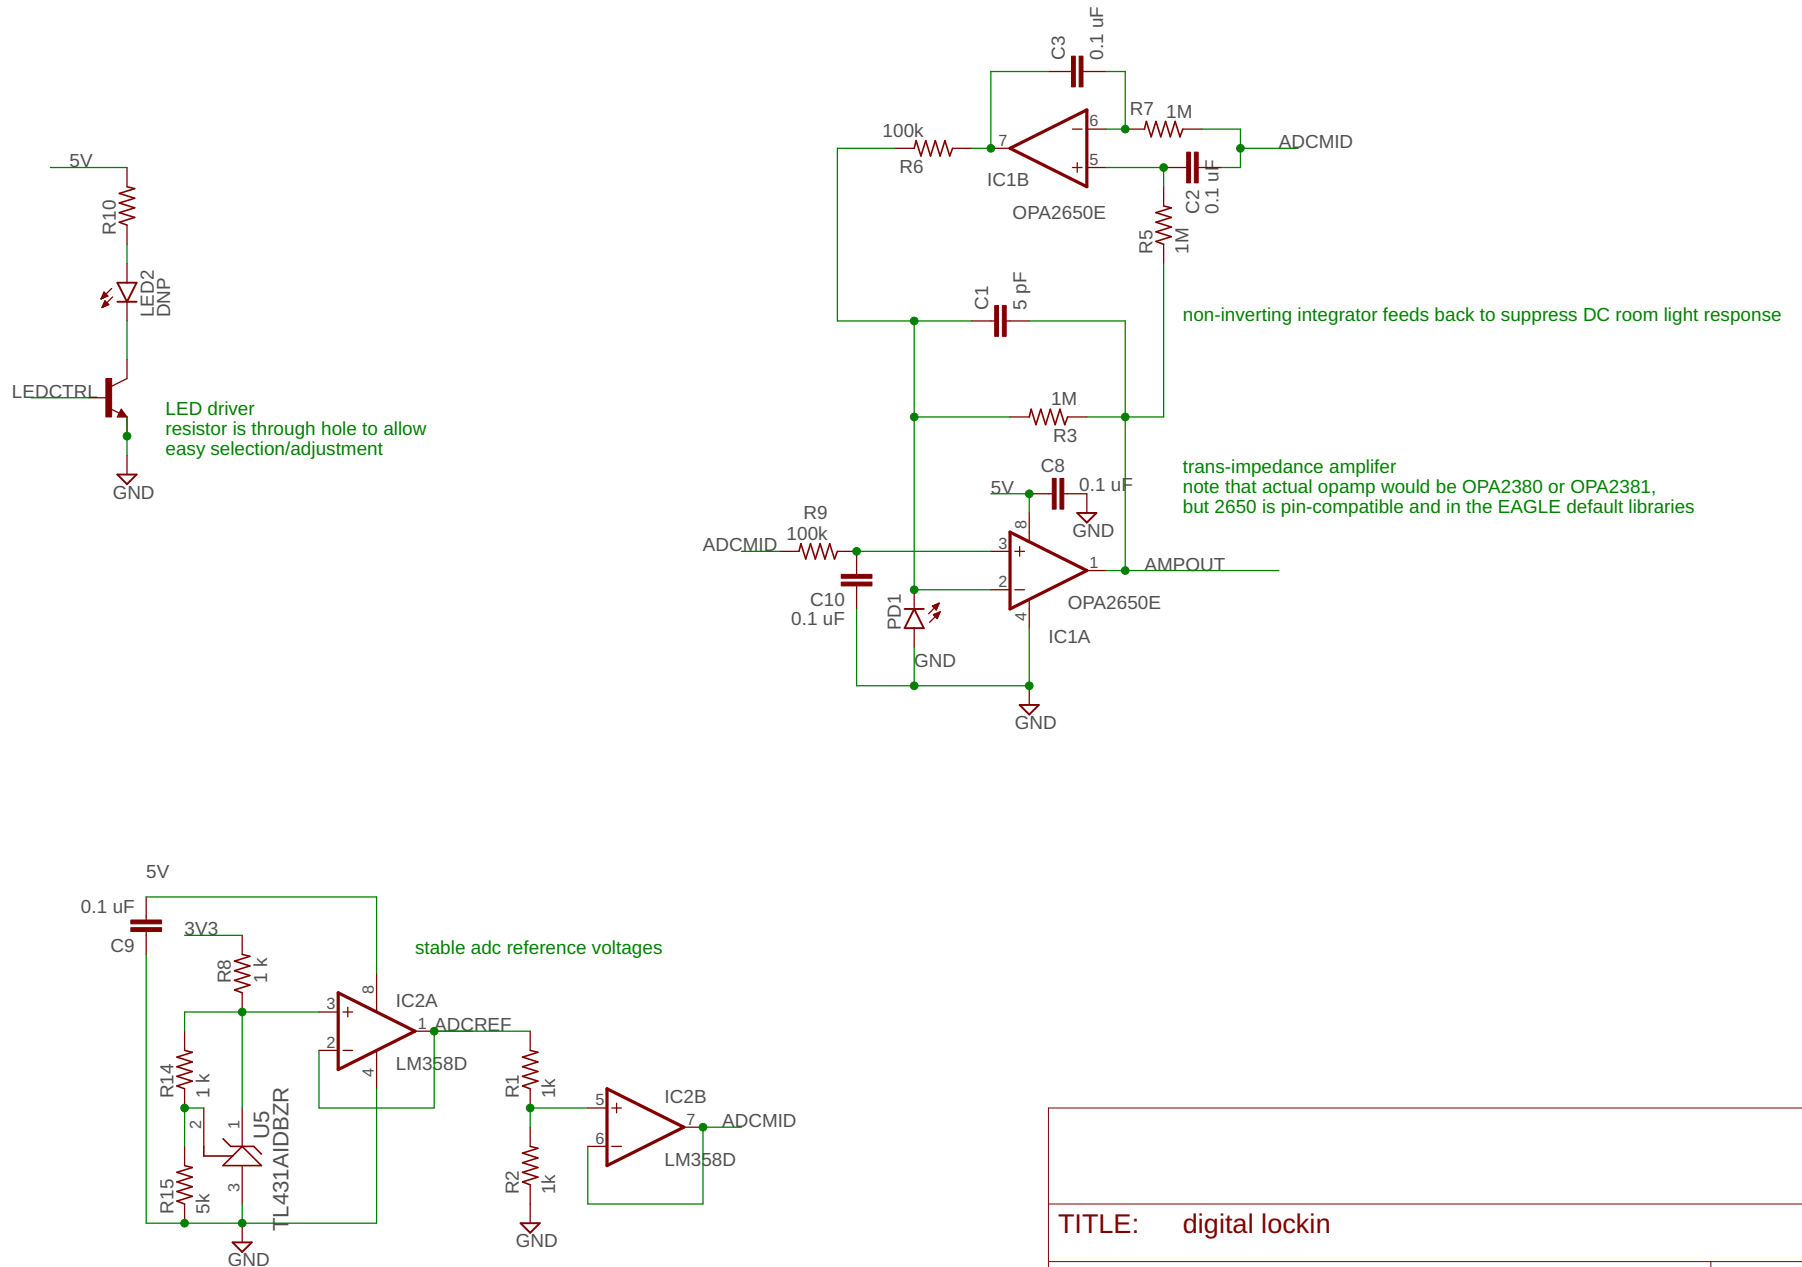 C3
0.1 uF
R7
1M
6
100k
7
ADCMID
5
R6
IC1B
C2
0.1 uF
OPA2650E
R5
1M
5V
R10
LED2
DNP
LEDCTRL
LED driver
resistor is through hole to allow
easy selection/adjustment
GND
C1
5 pF
non-inverting integrator feeds back to suppress DC room light response
1M
R3
C8
0.1 uF
5V
GND
trans-impedance amplifer
note that actual opamp would be OPA2380 or OPA2381,
but 2650 is pin-compatible and in the EAGLE default libraries
R9
100k
ADCMID
8
3
1
AMPOUT
2
4
C10
0.1 uF
PD1
OPA2650E
IC1A
GND
GND
5V
0.1 uF
C9
3V3
R8
1 k
stable adc reference voltages
8
IC2A
3
1
ADCREF
2
4
LM358D
R14
1 k
2
1
U5
TL431AIDBZR
3
R15
5k
GND
R1
1k
IC2B
5
7
ADCMID
6
LM358D
R2
1k
GND
TITLE: digital lockin